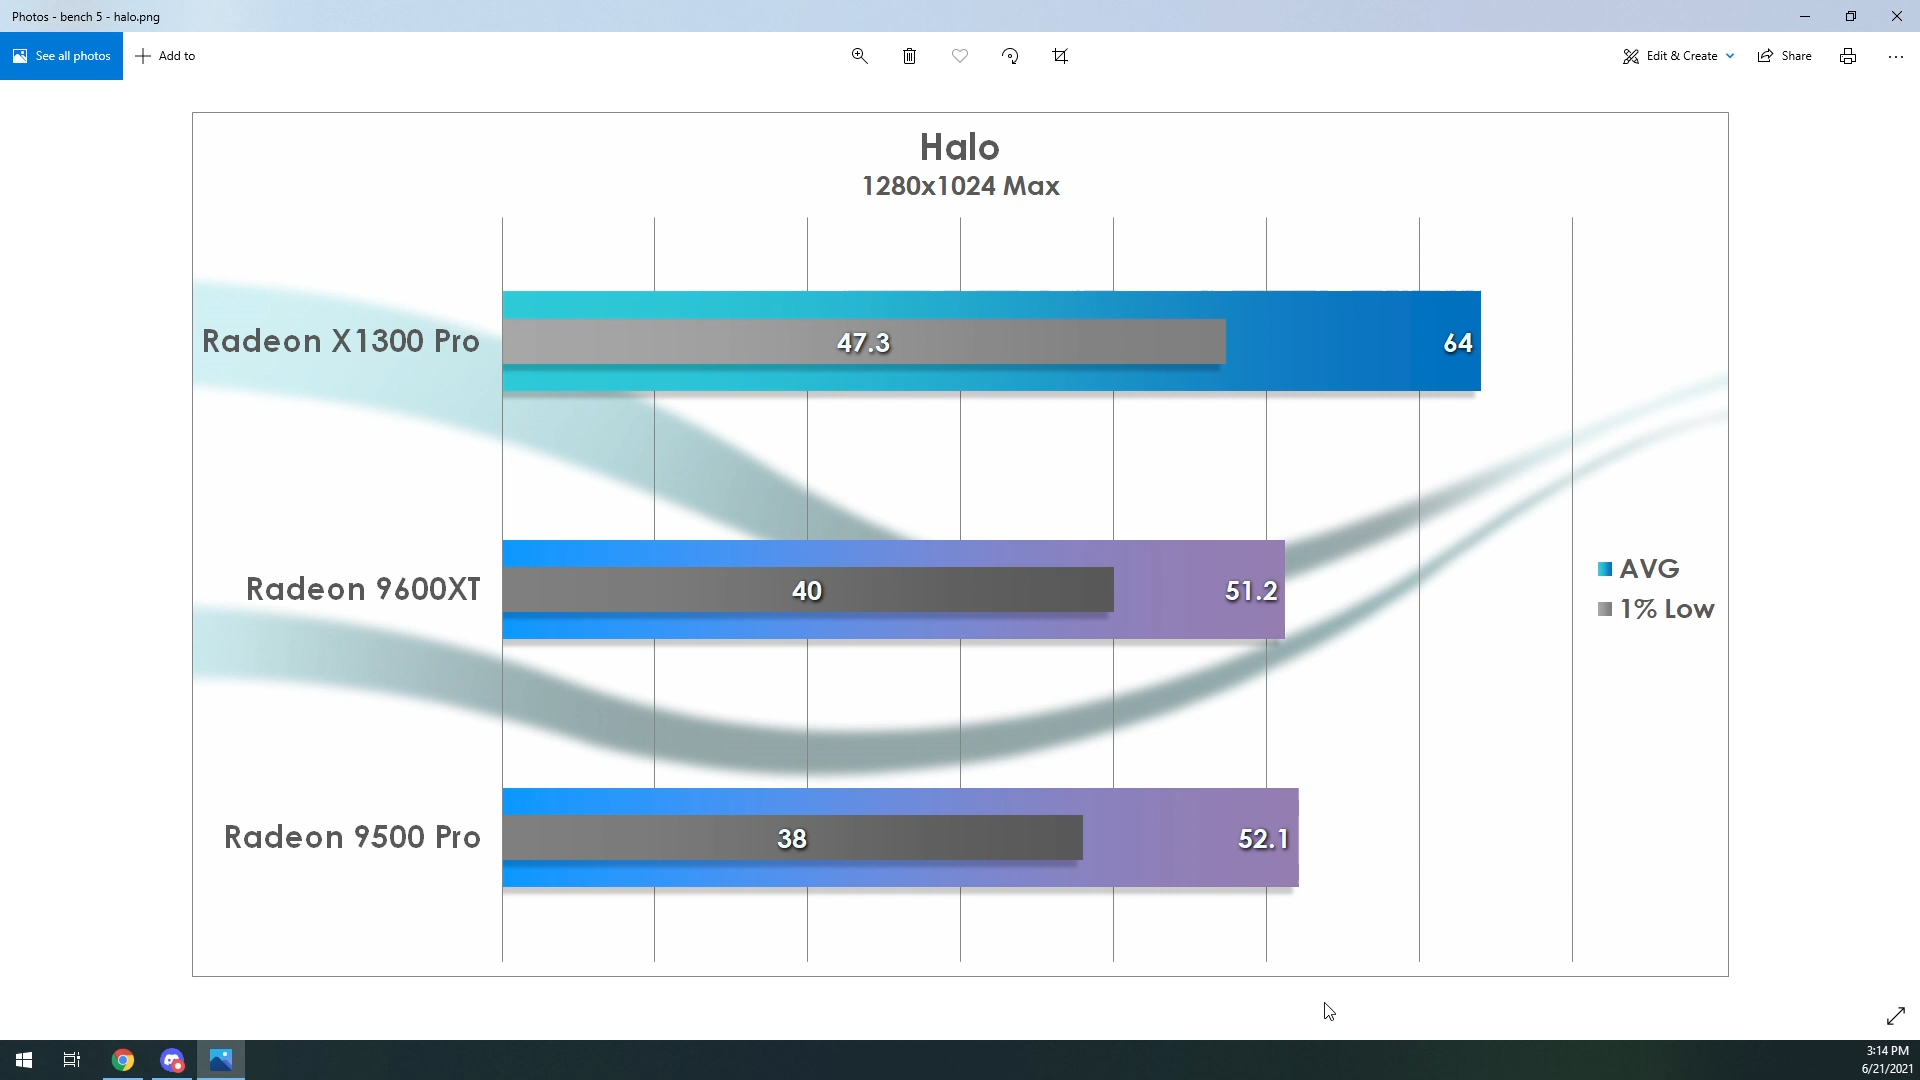 Photos - bench 5 - halo.png
See all photos
Add to
Edit & Create
Share
Halo
1280x1024 Max
Radeon X1300 Pro
47.3
64
Radeon 9600XT
40
51.2
AVG
1% Low
Radeon 9500 Pro
38
52.1
3:14 PM
6/21/2021